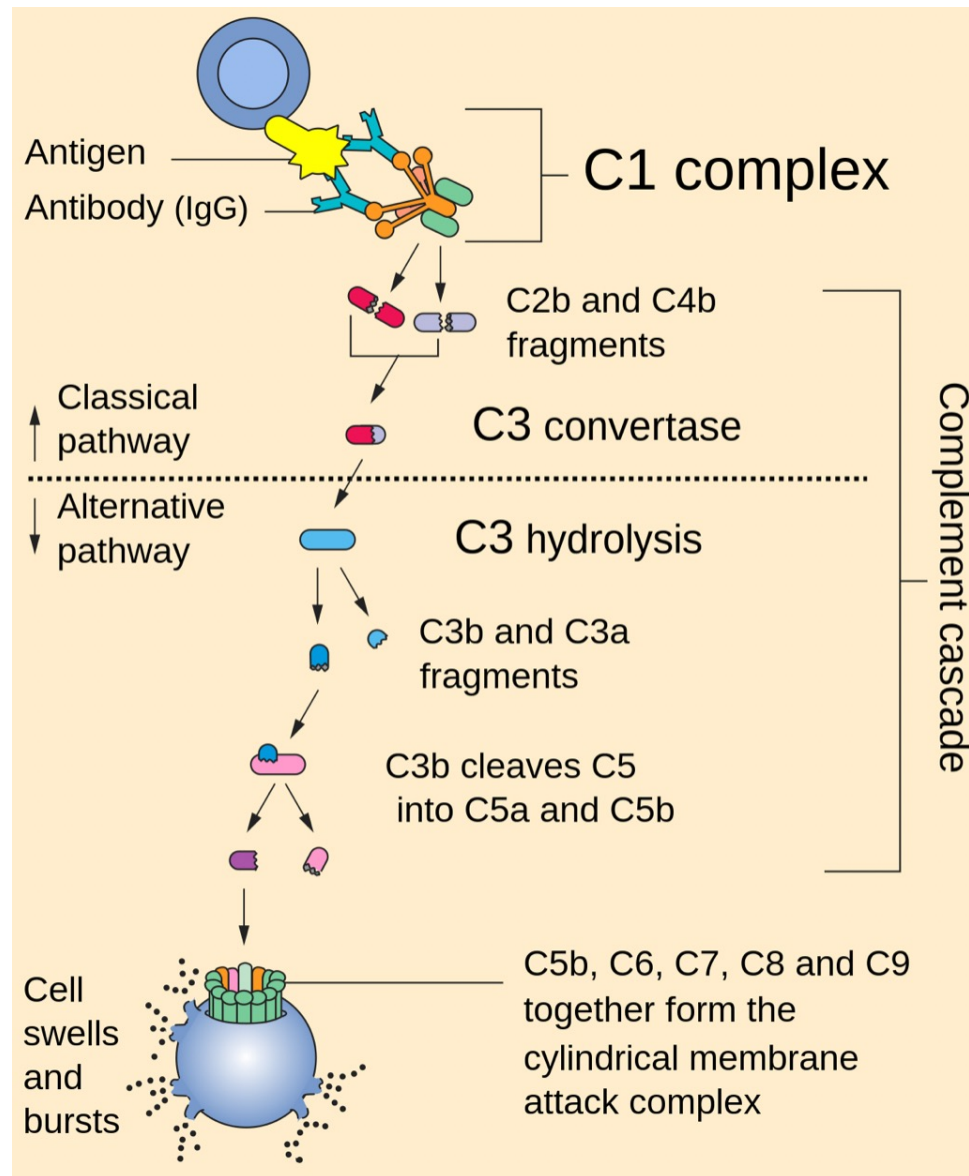 Antigen
Antibody (IgG)
C1 complex
C2b and C4b
fragments
Classical
pathway
C3 convertase
Alternative
pathway
C3 hydrolysis
C3b and C3a
fragments
C3b cleaves C5
into C5a and C5b
Complement cascade
Cell
swells
and
bursts
C5b, C6, C7, C8 and C9
together form the
cylindrical membrane
attack complex